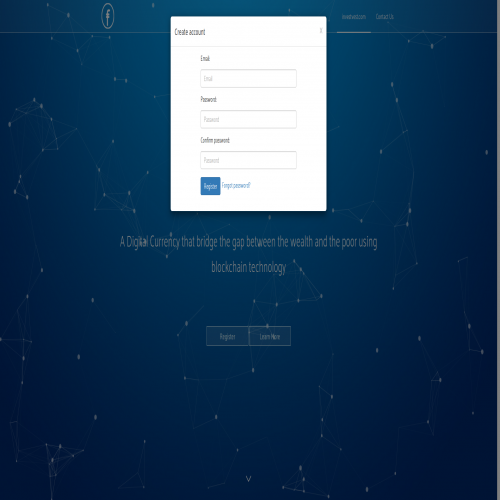 Create account
x
Contact Us
Email:
Email
Password:
Password
Confirm password:
Password
Register Forgot password?
A Digital Currency that bridge the gap between the wealth and the poor using
blockchain technology
Register Learn More